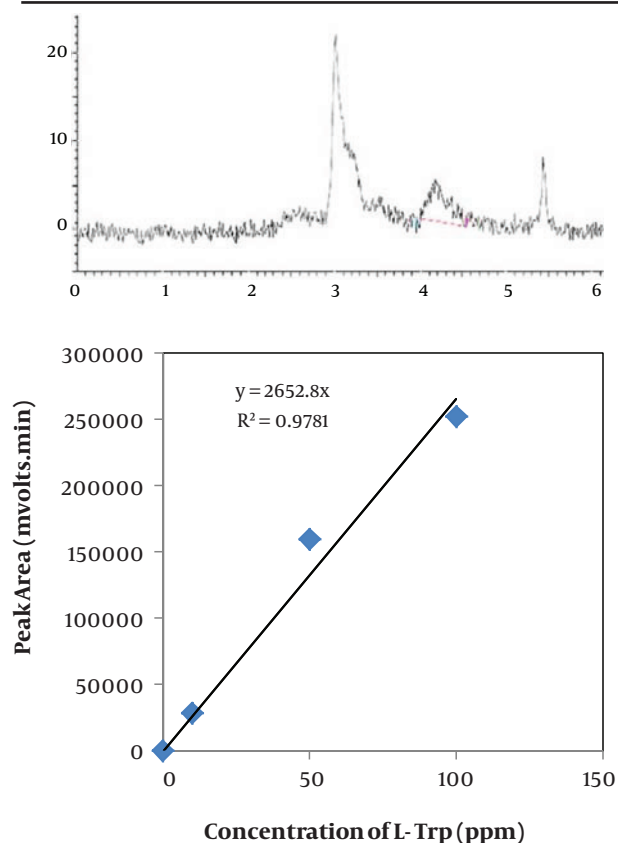 20
10
0
0 1 2 3 4 5 6
300000
y = 2652.8x
250000
R² = 0.9781
200000
150000
100000
50000
0
0 50 100 150
Peak Area (mvolts.min)
Concentration of L-Trp (ppm)